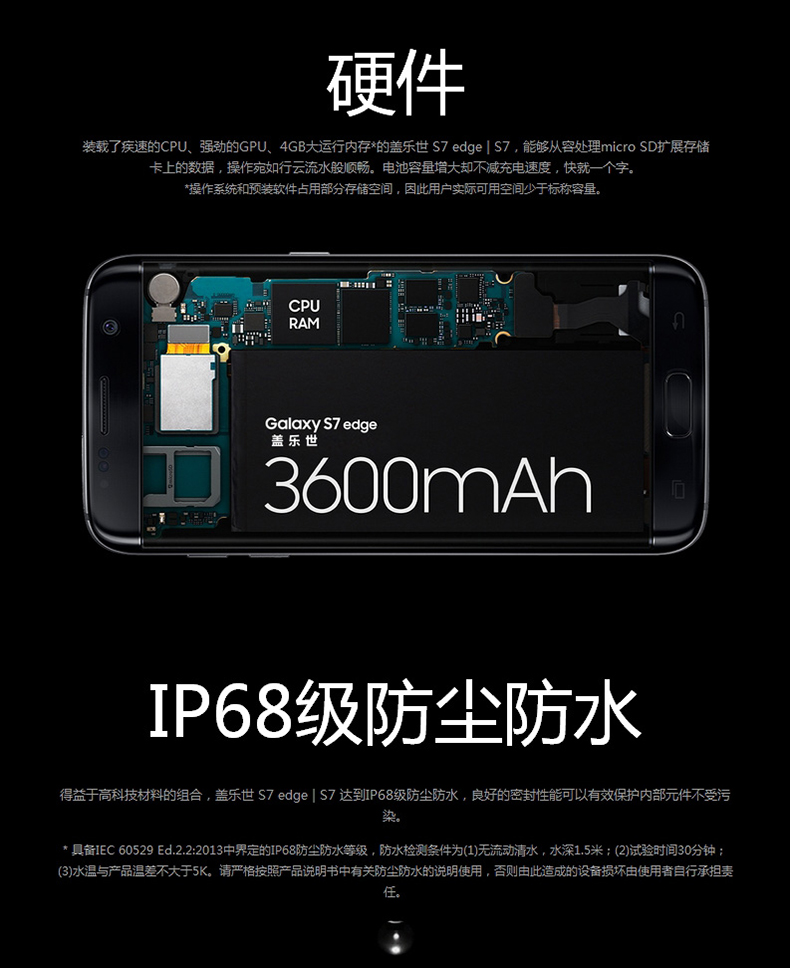 硬件
装载了疾速的CPU、强劲的GPU、4GB大运行内存*的盖乐世 S7 edge | S7，能够从容处理micro SD扩展存储
卡上的数据，操作宛如行云流水般顺畅。电池容量增大却不减充电速度，快就一个字。
*操作系统和预装软件占用部分存储空间，因此用户实际可用空间少于标称容量。
CPU
RAM
Galaxy S7 edge
盖乐世
3600mAh
microSD
IP68级防尘防水
得益于高科技材料的组合，盖乐世 S7 edge | S7 达到IP68级防尘防水，良好的密封性能可以有效保护内部元件不受污
染。
* 具备IEC 60529 Ed.2.2:2013中界定的IP68防尘防水等级，防水检测条件为(1)无流动清水，水深1.5米；(2)试验时间30分钟；
(3)水温与产品温差不大于5K。请严格按照产品说明书中有关防尘防水的说明使用，否则由此造成的设备损坏由使用者自行承担责
任。